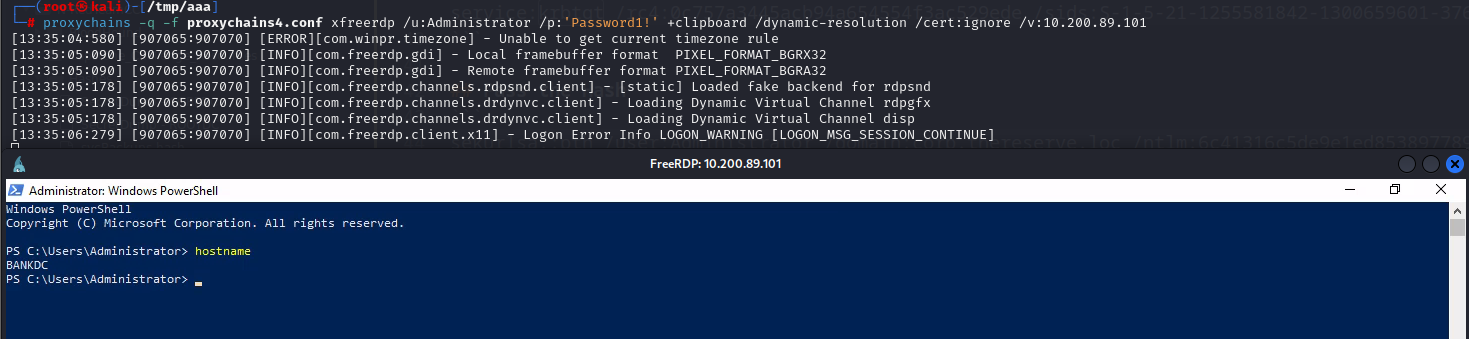 (root㉿kali)-[/tmp/aaa]
# proxychains -q -f proxychains4.conf xfreerdp /u:Administrator /p:'Password1!' +clipboard /dynamic-resolution /cert:ignore /v:10.200.89.101
[13:35:04:580] [907065:907070] [ERROR][com.winpr.timezone] - Unable to get current timezone rule
[13:35:05:090] [907065:907070] [INFO][com.freerdp.gdi] - Local framebuffer format  PIXEL_FORMAT_BGRX32
[13:35:05:090] [907065:907070] [INFO][com.freerdp.gdi] - Remote framebuffer format PIXEL_FORMAT_BGRA32
[13:35:05:178] [907065:907070] [INFO][com.freerdp.channels.rdpsnd.client] - [static] Loaded fake backend for rdpsnd
[13:35:05:178] [907065:907070] [INFO][com.freerdp.channels.drdynvc.client] - Loading Dynamic Virtual Channel rdpgfx
[13:35:05:178] [907065:907070] [INFO][com.freerdp.channels.drdynvc.client] - Loading Dynamic Virtual Channel disp
[13:35:06:279] [907065:907070] [INFO][com.freerdp.client.x11] - Logon Error Info LOGON_WARNING [LOGON_MSG_SESSION_CONTINUE]
FreeRDP: 10.200.89.101
Administrator: Windows PowerShell
Windows PowerShell
Copyright (C) Microsoft Corporation. All rights reserved.
PS C:\Users\Administrator> hostname
BANKDC
PS C:\Users\Administrator>